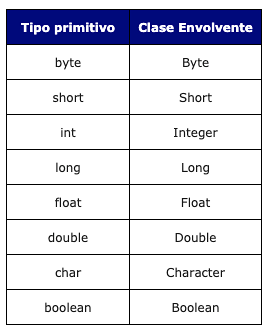 Tipo primitivo Clase Envolvente
byte Byte
short Short
int Integer
long Long
float Float
double Double
char Character
boolean Boolean